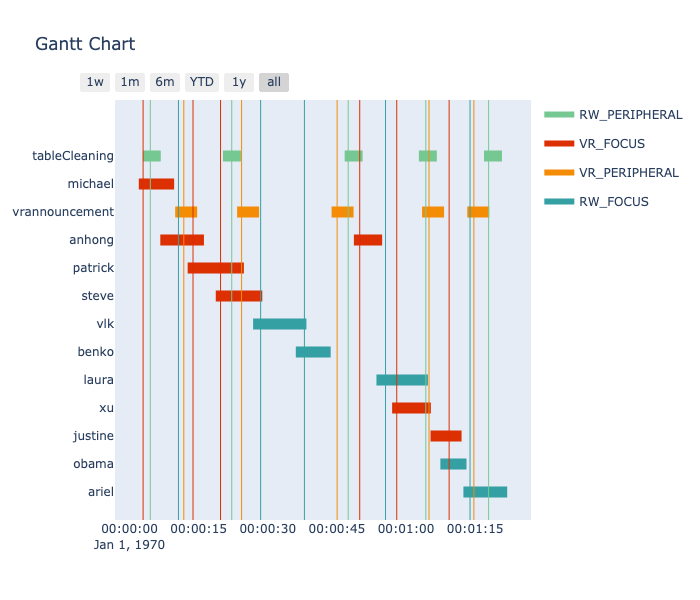 Gantt Chart
1w 1m 6m YTD 1y all
RW_PERIPHERAL
VR_FOCUS
VR_PERIPHERAL
RW_FOCUS
tableCleaning
michael
vrannouncement
anhong
patrick
steve
vlk
benko
laura
xu
justine
obama
ariel
00:00:00 00:00:15 00:00:30 00:00:45 00:01:00 00:01:15
Jan 1, 1970